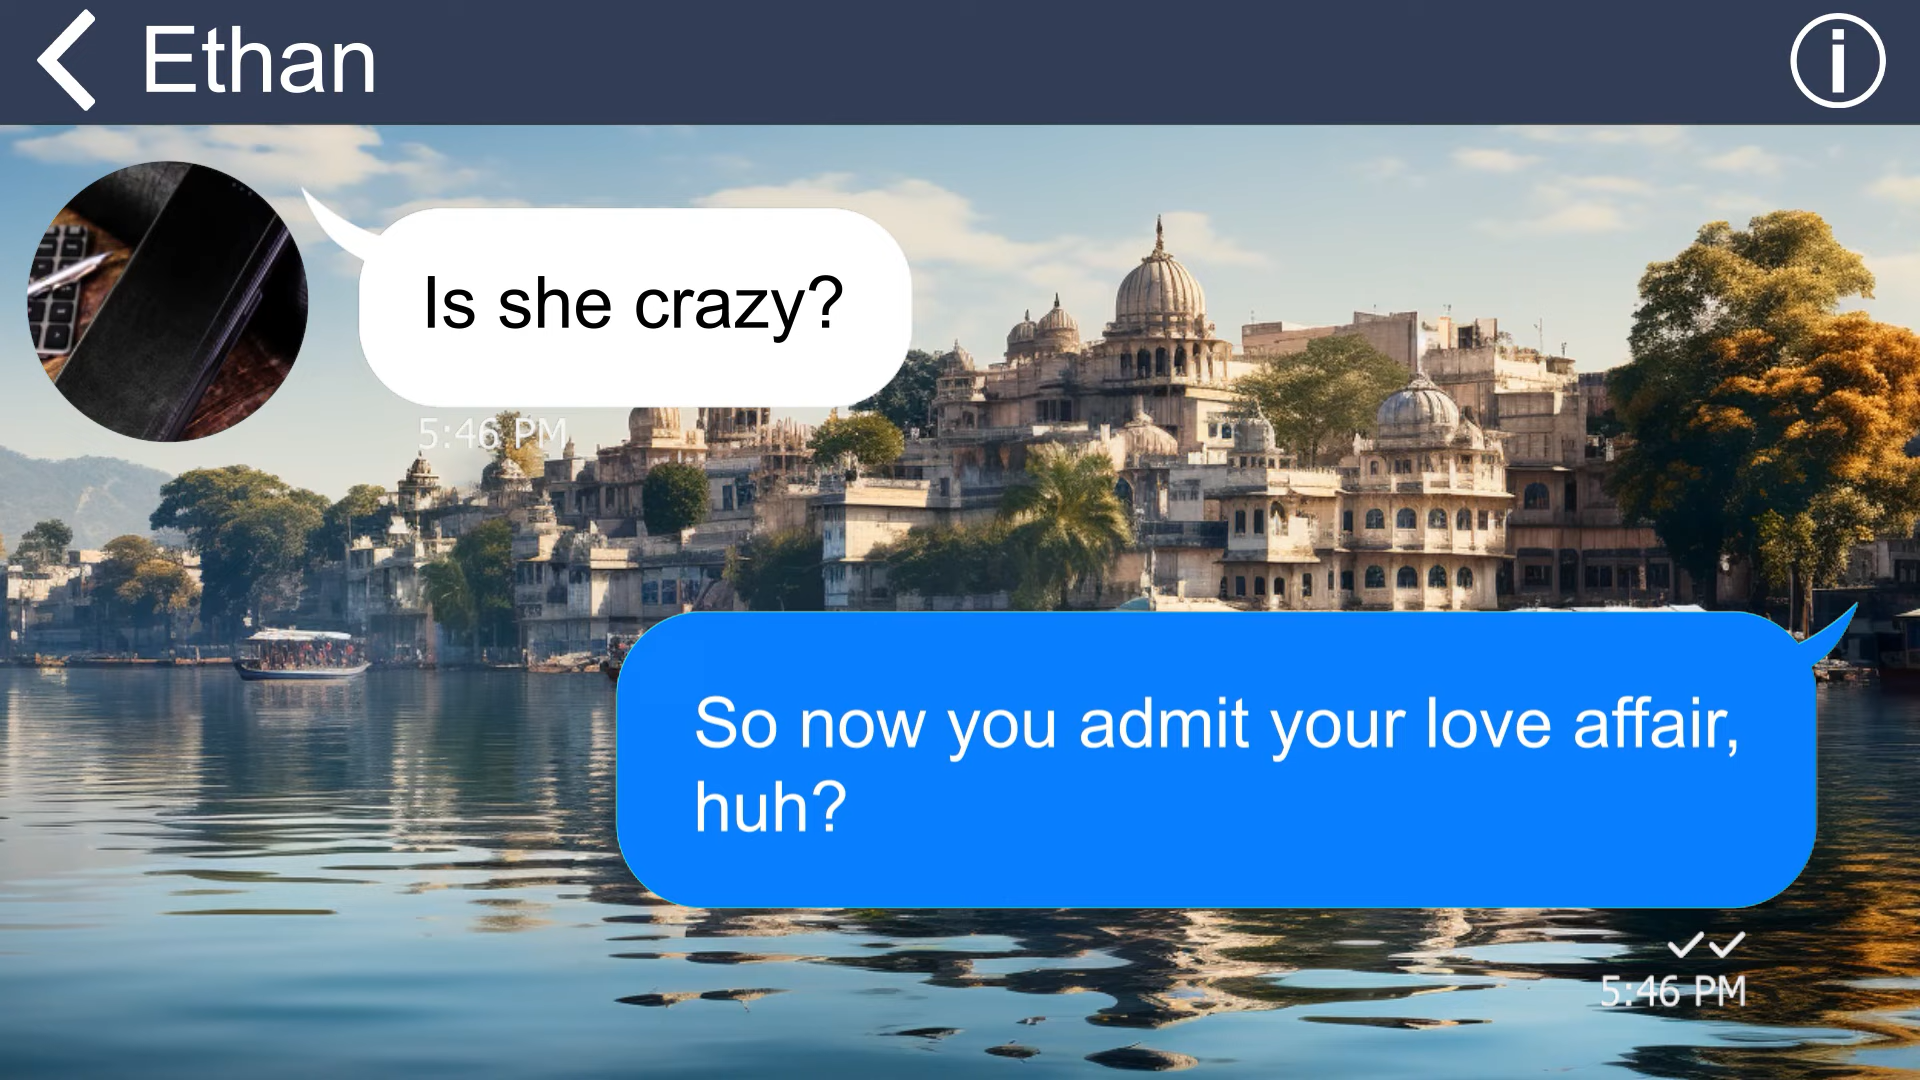 Ethan
Is she crazy?
5:46 PM
So now you admit your love affair,
huh?
5:46 PM